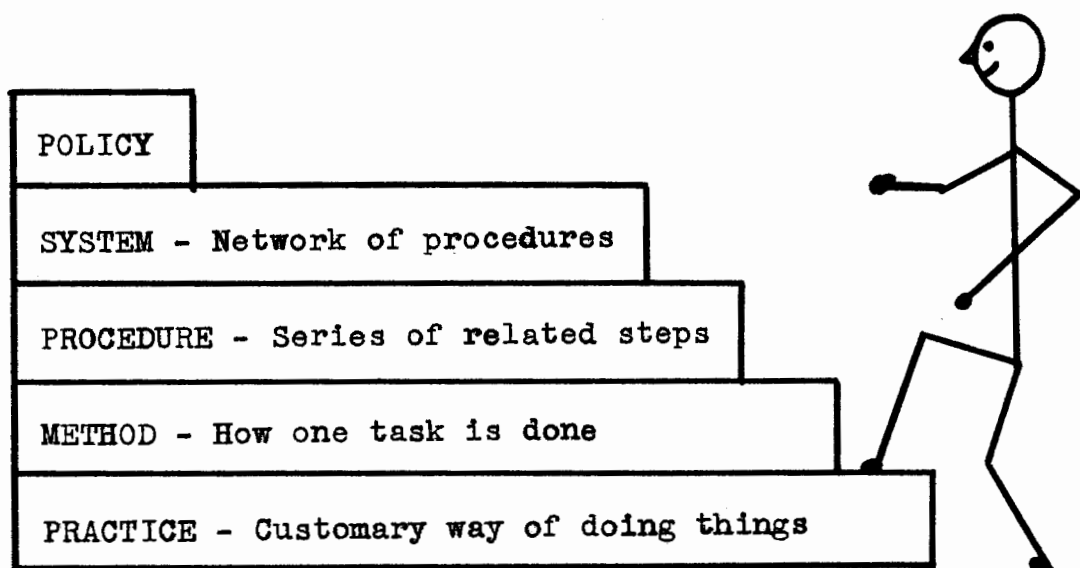 POLICY
SYSTEM - Network of procedures
PROCEDURE - Series of related steps
METHOD - How one task is done
PRACTICE - Customary way of doing things